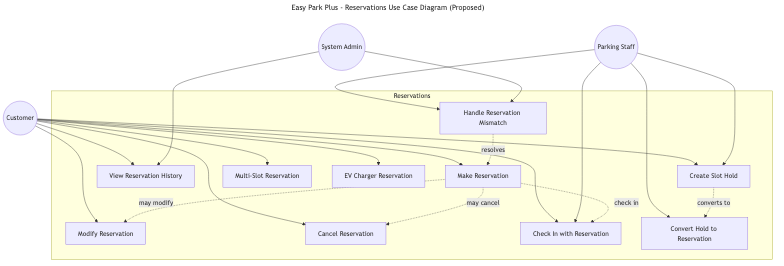 Easy Park Plus - Reservations Use Case Diagram (Proposed)
System Admin
Parking Staff
Reservations
Customer
Handle Reservation
Mismatch
resolves
View Reservation History
Multi-Slot Reservation
EV Charger Reservation
Make Reservation
Create Slot Hold
may modify
may cancel
check in
converts to
Modify Reservation
Cancel Reservation
Check In with Reservation
Convert Hold to
Reservation